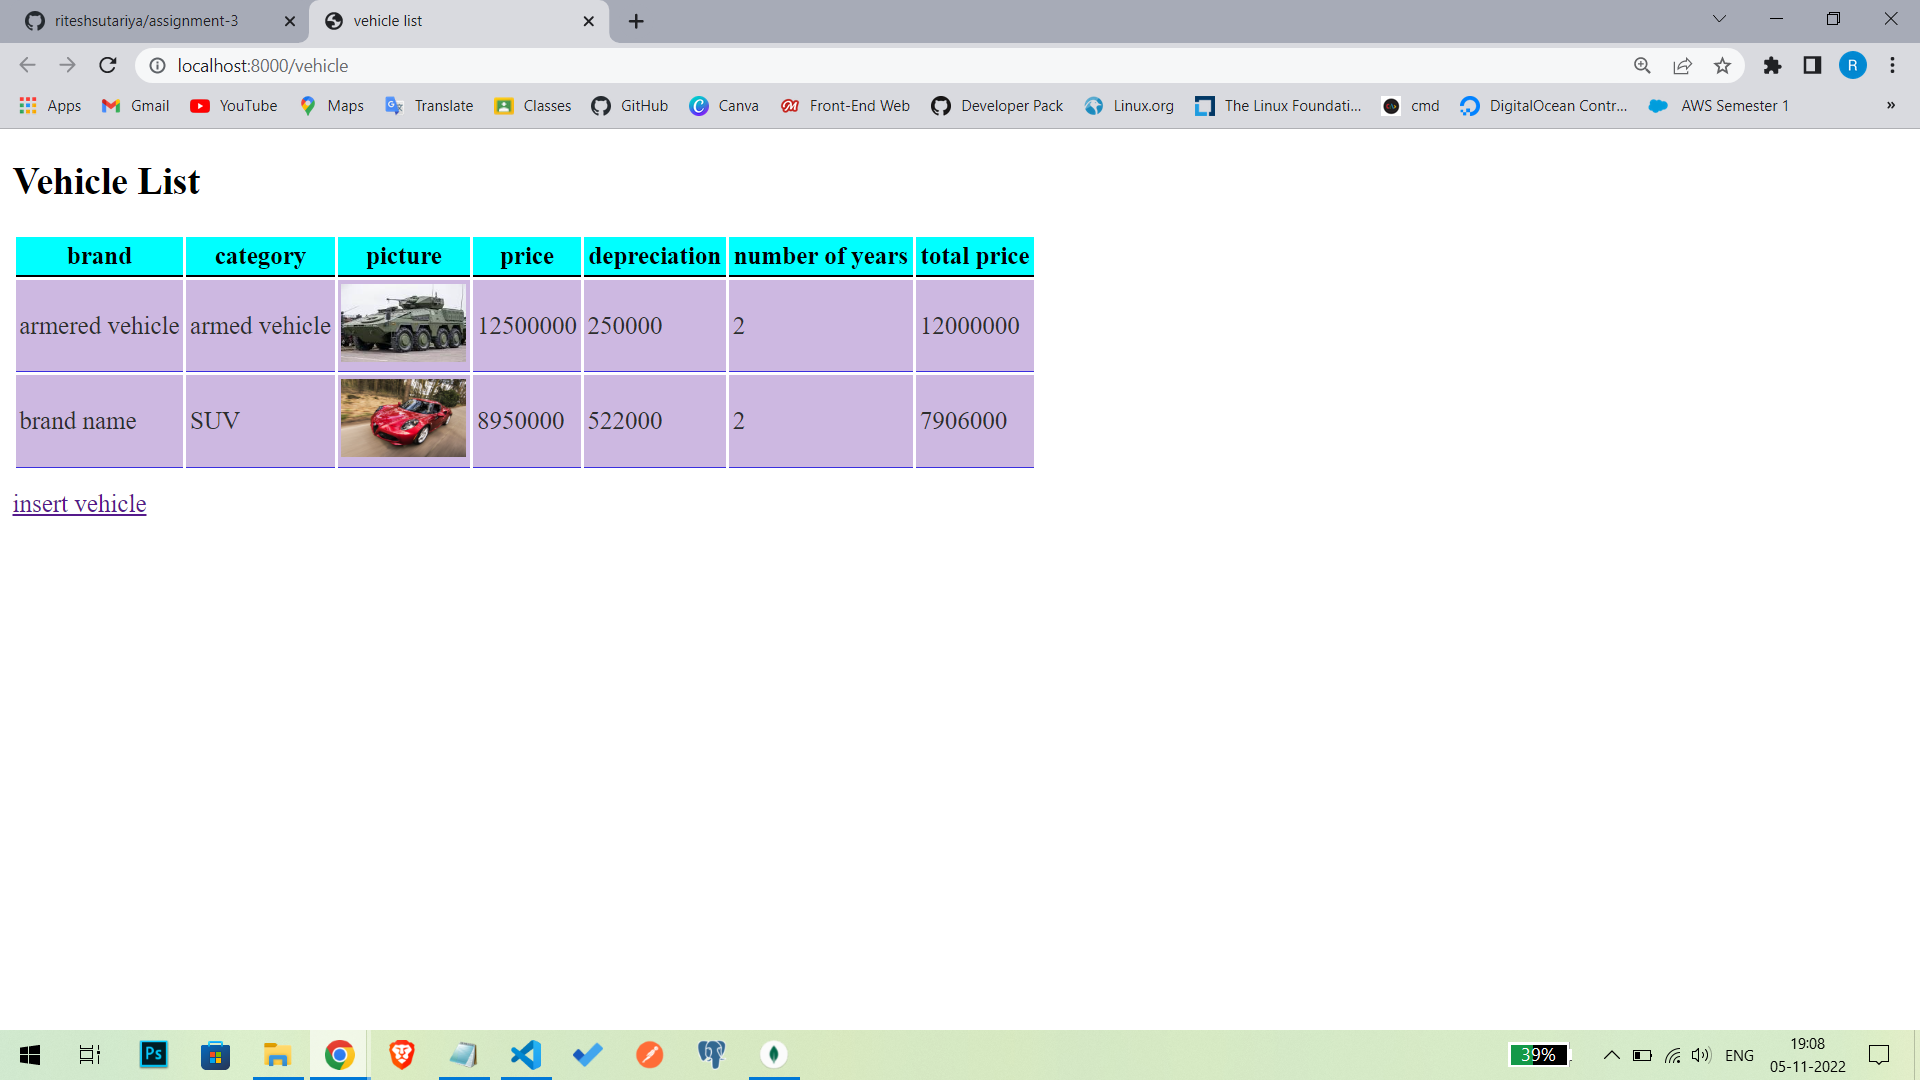 riteshsutariya/assignment-3
vehicle list
localhost:8000/vehicle
R
Apps
Gmail
YouTube
Maps
Translate
Classes
GitHub
Canva
Front-End Web
Developer Pack
Linux.org
The Linux Foundati...
cmd
DigitalOcean Contr...
AWS Semester 1
»
Vehicle List
brand category picture price depreciation number of years total price
armered vehicle armed vehicle 12500000 250000 2 12000000
brand name SUV 8950000 522000 2 7906000
insert vehicle
Ps
39%
ENG
19:08
05-11-2022